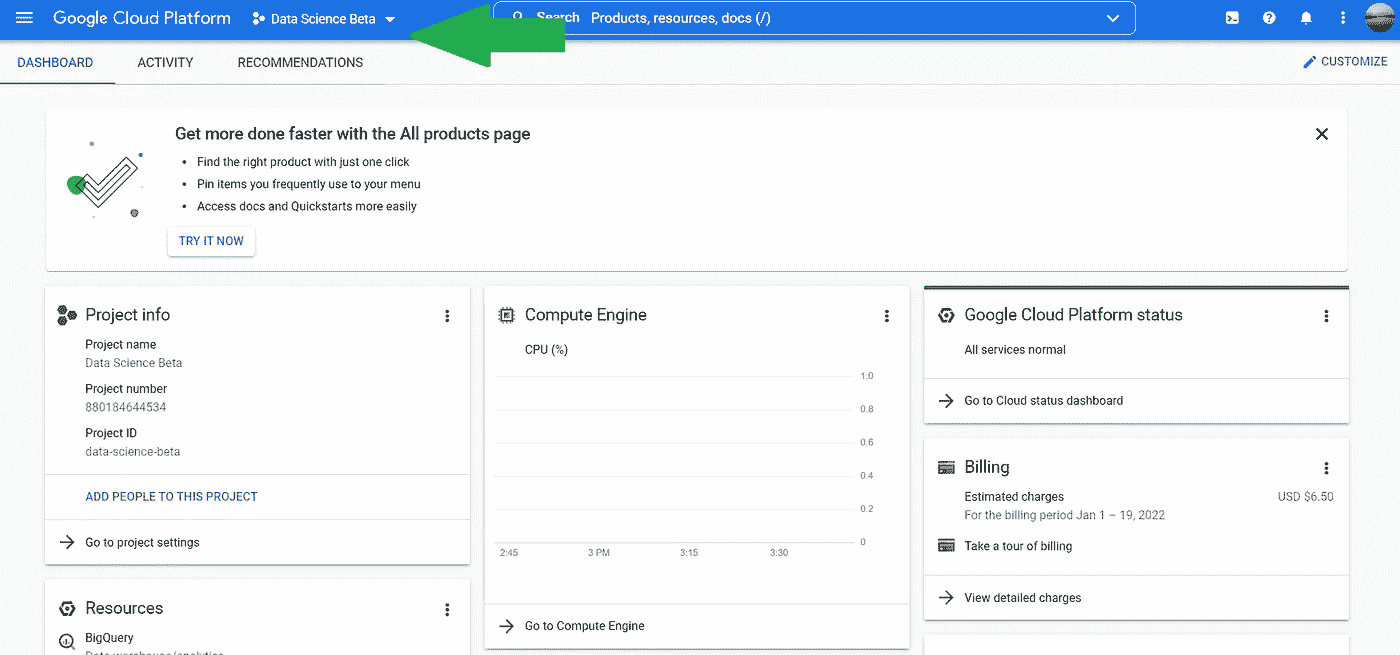 Google Cloud Platform
Data Science Beta
Search Products, resources, docs (/)
DASHBOARD
ACTIVITY
RECOMMENDATIONS
CUSTOMIZE
Get more done faster with the All products page
Find the right product with just one click
Pin items you frequently use to your menu
Access docs and Quickstarts more easily
TRY IT NOW
Project info
Project name
Data Science Beta
Project number
880184644534
Project ID
data-science-beta
ADD PEOPLE TO THIS PROJECT
Go to project settings
Resources
BigQuery
Data warehouse/analytics
Compute Engine
CPU (%)
1.0
0.8
0.6
0.4
0.2
0
2:45 3 PM 3:15 3:30
Go to Compute Engine
Google Cloud Platform status
All services normal
Go to Cloud status dashboard
Billing
Estimated charges USD $6.50
For the billing period Jan 1 – 19, 2022
Take a tour of billing
View detailed charges